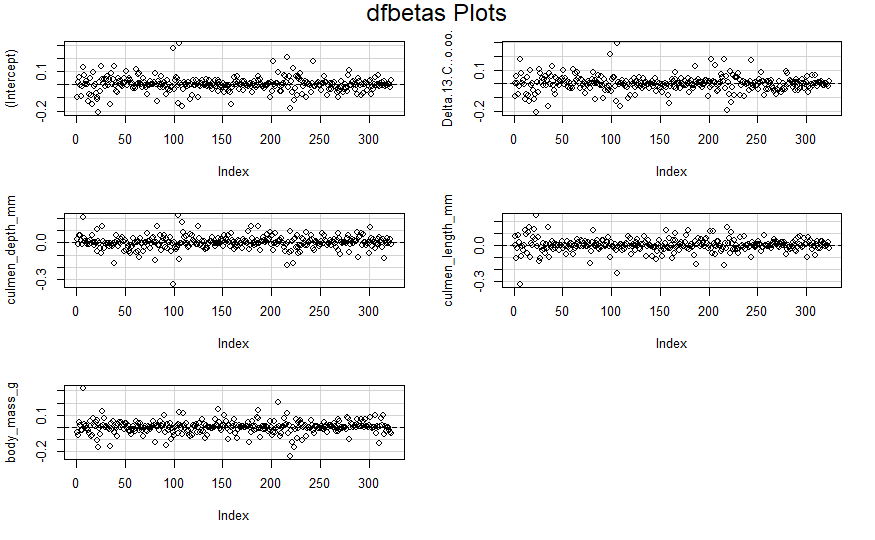 dfbetas Plots
(Intercept)
-0.2 0.1
0 50 100 150 200 250 300
Index
Delta.13.C..o.oo.
-0.2 0.1
0 50 100 150 200 250 300
Index
culmen_depth_mm
-0.3 0.0
0 50 100 150 200 250 300
Index
culmen_length_mm
-0.3 0.0
0 50 100 150 200 250 300
Index
body_mass_g
-0.2 0.1
0 50 100 150 200 250 300
Index